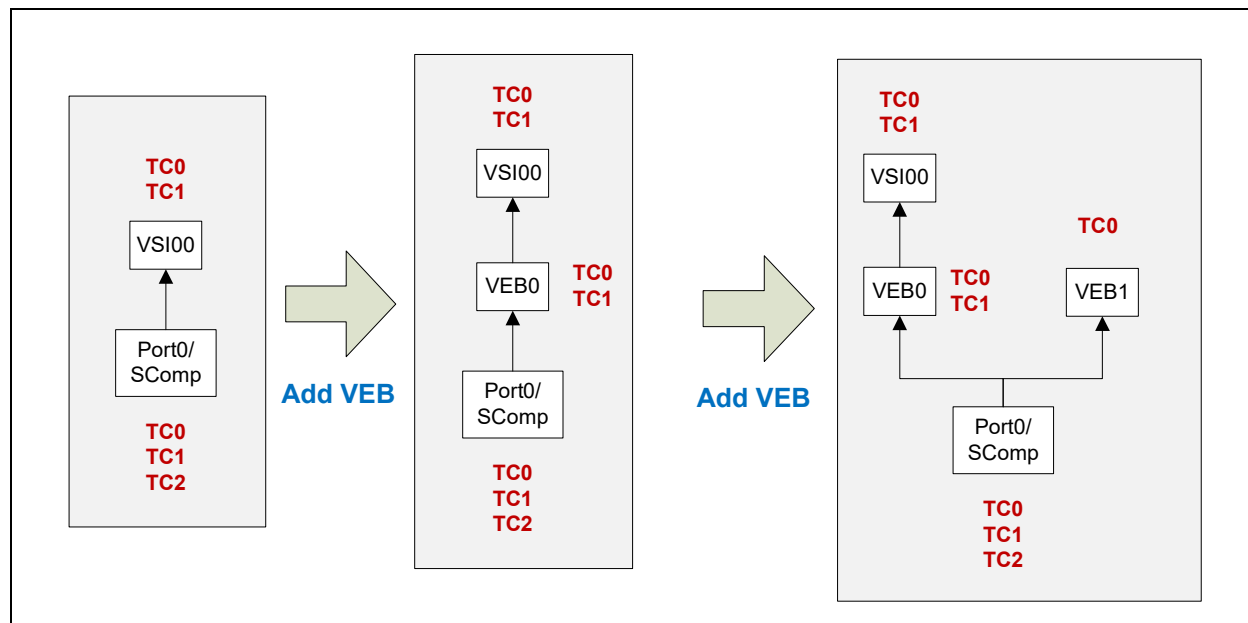 TC0
TC1
VSI00
Port0/
SComp
TC0
TC1
TC2
Add VEB
TC0
TC1
VSI00
VEB0
TC0
TC1
Port0/
SComp
TC0
TC1
TC2
Add VEB
TC0
TC1
VSI00
TC0
VEB0
TC0
TC1
VEB1
Port0/
SComp
TC0
TC1
TC2